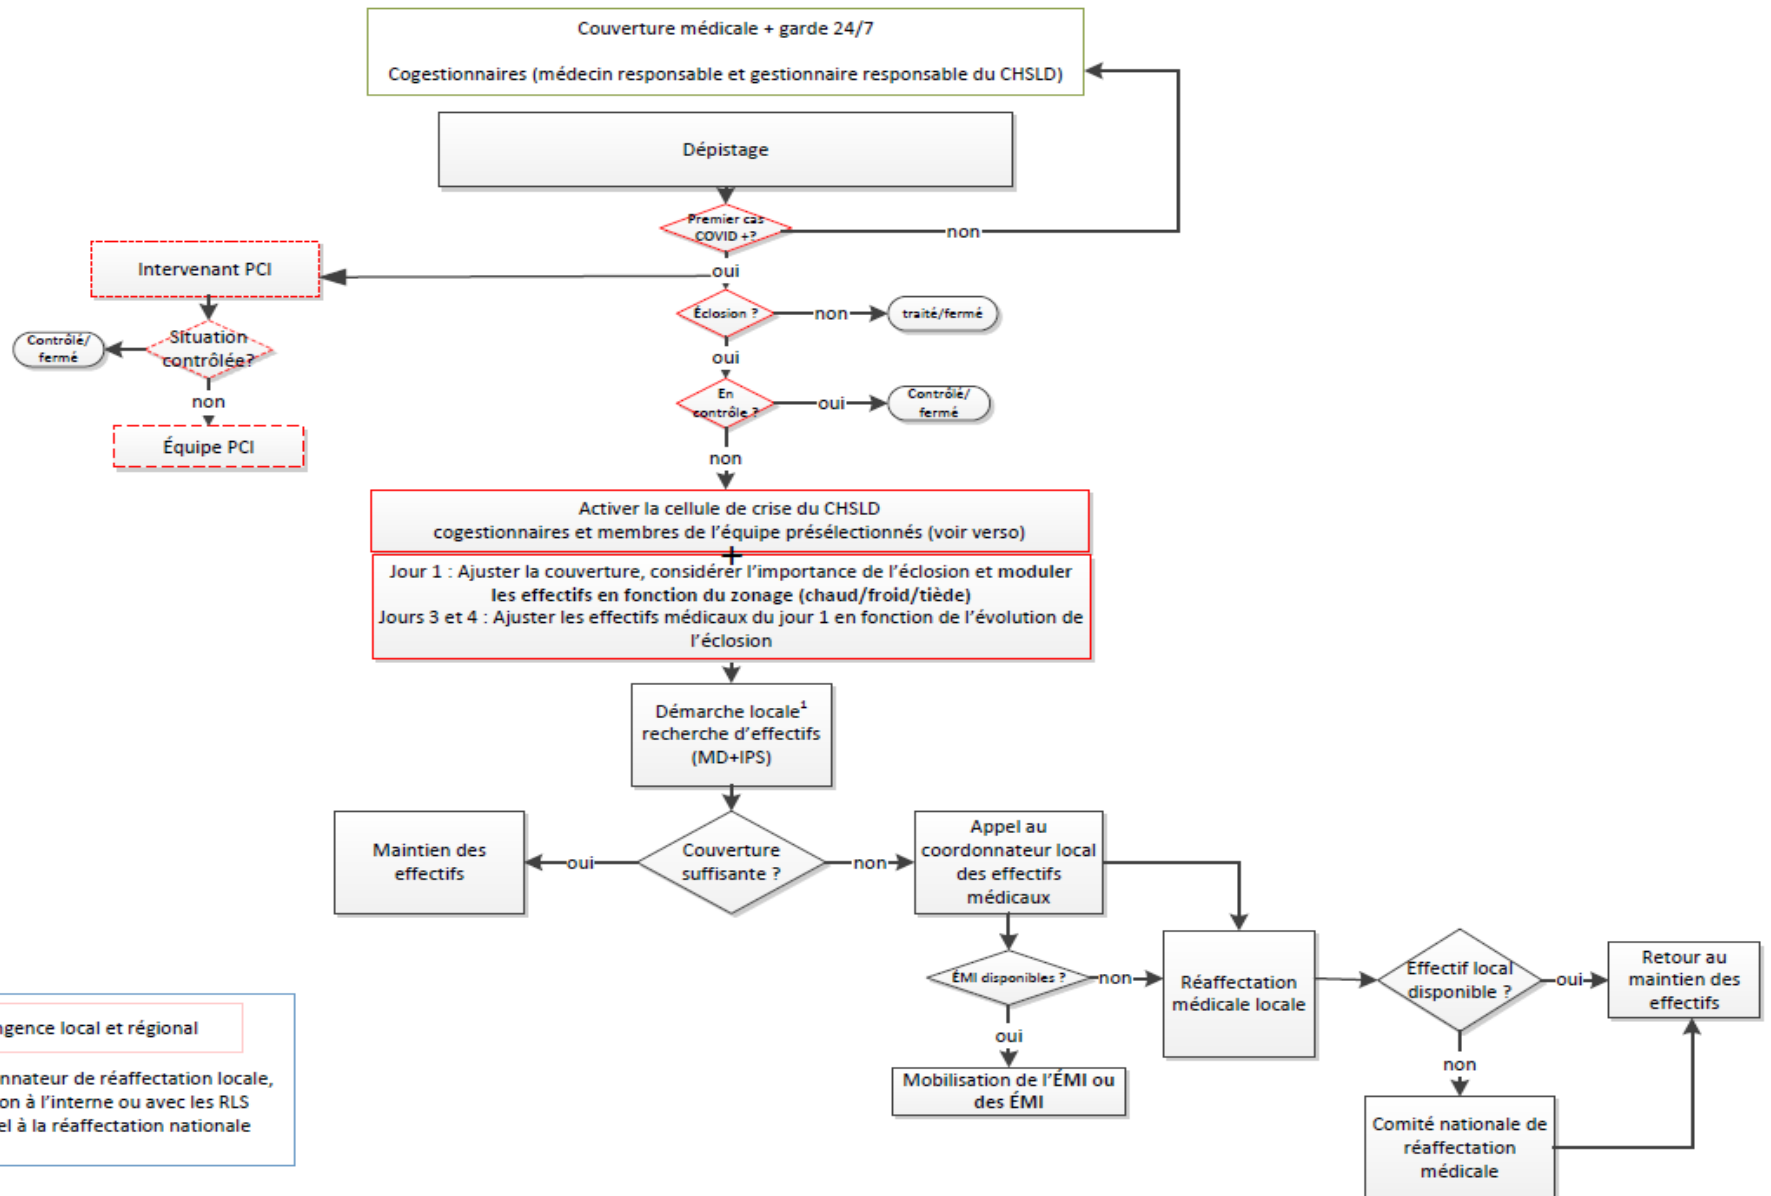 Couverture médicale + garde 24/7
Cogestionnaires (médecin responsable et gestionnaire responsable du CHSLD)
Dépistage
Premier cas
COVID +?
non
oui
Intervenant PCI
Situation
contrôlée?
Contrôlé/
fermé
non
Équipe PCI
Éclosion ?
non
traité/fermé
oui
En
contrôle ?
oui
Contrôlé/
fermé
non
Activer la cellule de crise du CHSLD
cogestionnaires et membres de l'équipe présélectionnés (voir verso)
+
Jour 1 : Ajuster la couverture, considérer l'importance de l'éclosion et moduler
les effectifs en fonction du zonage (chaud/froid/tiède)
Jours 3 et 4 : Ajuster les effectifs médicaux du jour 1 en fonction de l'évolution de
l'éclosion
Démarche locale¹
recherche d'effectifs
(MD+IPS)
Couverture
suffisante ?
oui
Maintien des
effectifs
non
Appel au
coordonnateur local
des effectifs
médicaux
ÉMI disponibles ?
non
oui
Mobilisation de l'ÉMI ou
des ÉMI
Réaffectation
médicale locale
Effectif local
disponible ?
oui
Retour au
maintien des
effectifs
non
Comité nationale de
réaffectation
médicale
ngence local et régional
nnateur de réaffectation locale,
on à l'interne ou avec les RLS
el à la réaffectation nationale